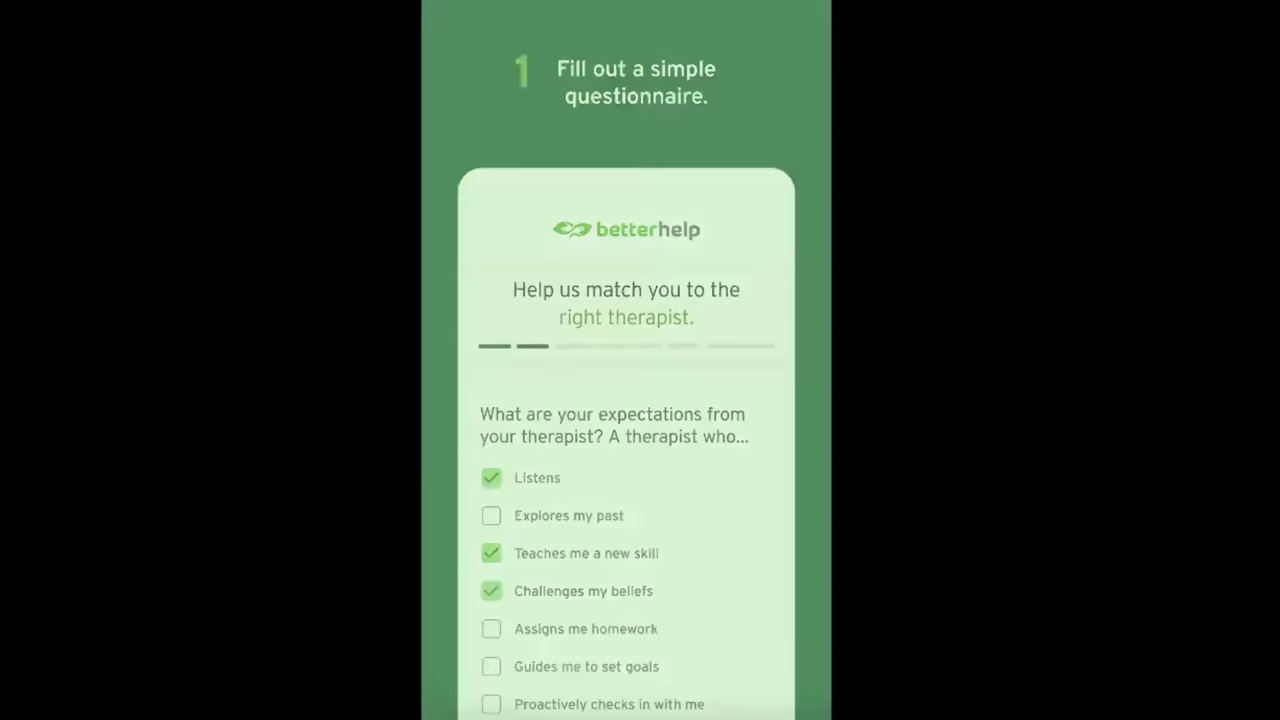 1 Fill out a simple
questionnaire.
betterhelp
Help us match you to the
right therapist.
What are your expectations from
your therapist? A therapist who...
Listens
Explores my past
Teaches me a new skill
Challenges my beliefs
Assigns me homework
Guides me to set goals
Proactively checks in with me